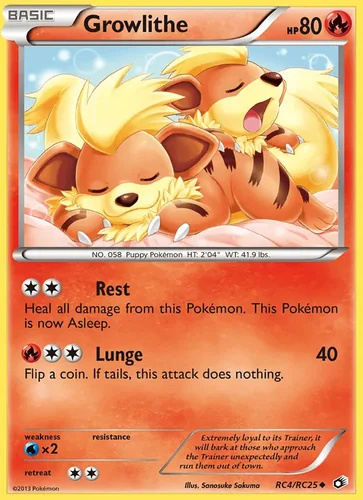 BASIC
Growlithe
HP80
NO. 058 Puppy Pokémon HT: 2'04" WT: 41.9 lbs.
Rest
Heal all damage from this Pokémon. This Pokémon
is now Asleep.
Lunge 40
Flip a coin. If tails, this attack does nothing.
weakness resistance
×2
retreat
Extremely loyal to its Trainer, it
will bark at those who approach
the Trainer unexpectedly and
run them out of town.
©2013 Pokémon
Illus. Sanosuke Sakuma
RC4/RC25